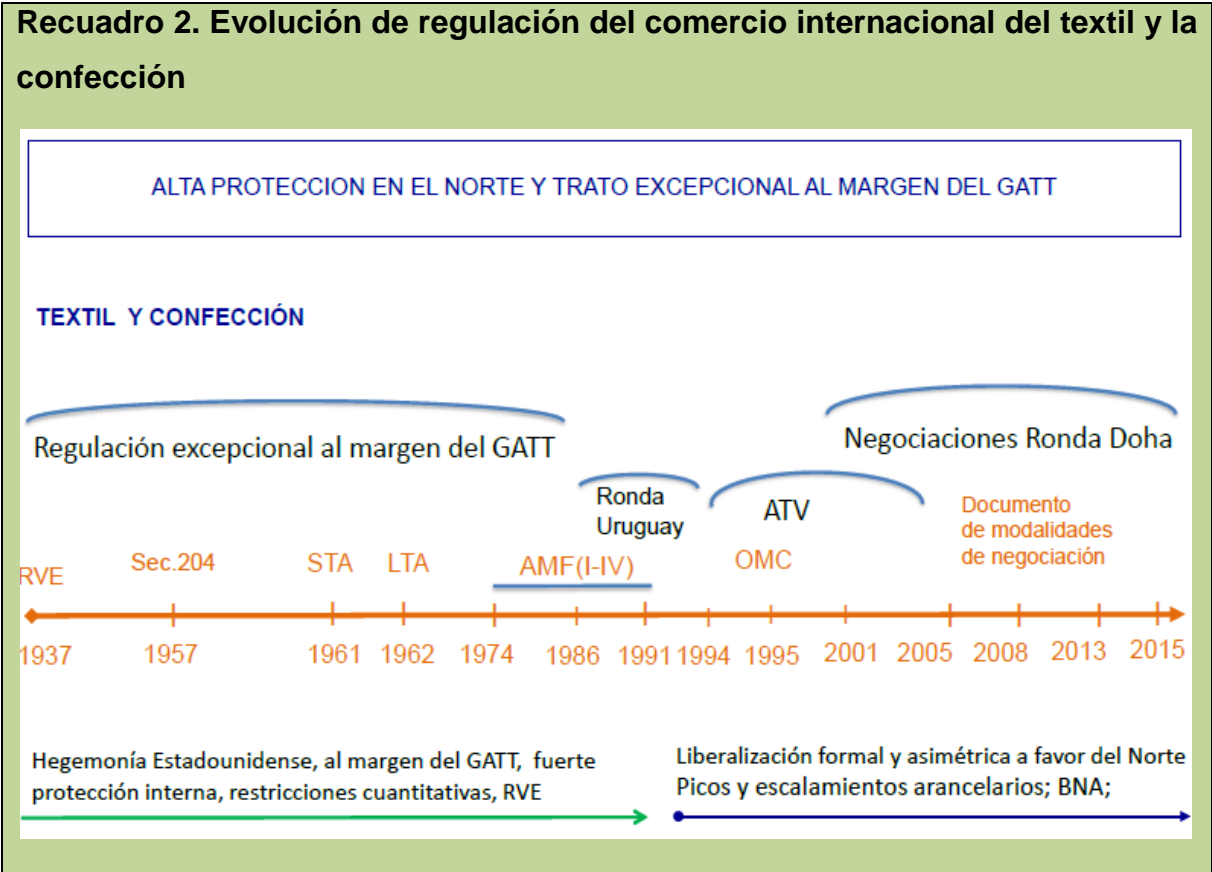 Recuadro 2. Evolución de regulación del comercio internacional del textil y la
confección
ALTA PROTECCION EN EL NORTE Y TRATO EXCEPCIONAL AL MARGEN DEL GATT
TEXTIL Y CONFECCIÓN
Regulación excepcional al margen del GATT
Negociaciones Ronda Doha
Ronda
Uruguay
ATV
Documento
de modalidades
de negociación
RVE
Sec.204
STA
LTA
AMF(I-IV)
OMC
1937 1957 1961 1962 1974 1986 1991 1994 1995 2001 2005 2008 2013 2015
Hegemonía Estadounidense, al margen del GATT, fuerte
protección interna, restricciones cuantitativas, RVE
Liberalización formal y asimétrica a favor del Norte
Picos y escalamientos arancelarios; BNA;